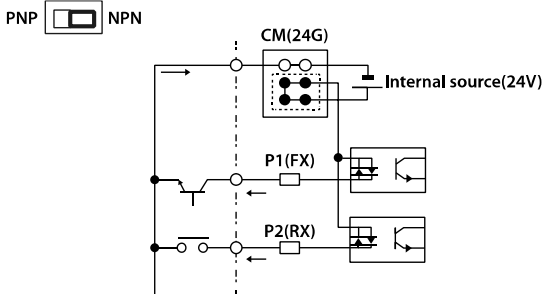 PNP NPN
CM(24G)
Internal source(24V)
P1(FX)
P2(RX)